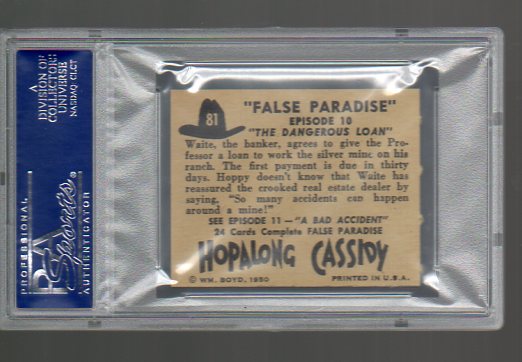 A
DIVISION OF
COLLECTORS
UNIVERSE
NASDAQ: CLCT
PROFESSIONAL
PSA
Sports®
AUTHENTICATOR
81
"FALSE PARADISE"
EPISODE 10
"THE DANGEROUS LOAN"
Waite, the banker, agrees to give the Pro-
fessor a loan to work the silver mine on his
ranch. The first payment is due in thirty
days. Hoppy doesn't know that Waite has
reassured the crooked real estate dealer by
saying, "So many accidents can happen
around a mine!"
SEE EPISODE 11—"A BAD ACCIDENT"
24 Cards Complete FALSE PARADISE
HOPALONG CASSIDY
© WM. BOYD, 1950 PRINTED IN U.S.A.